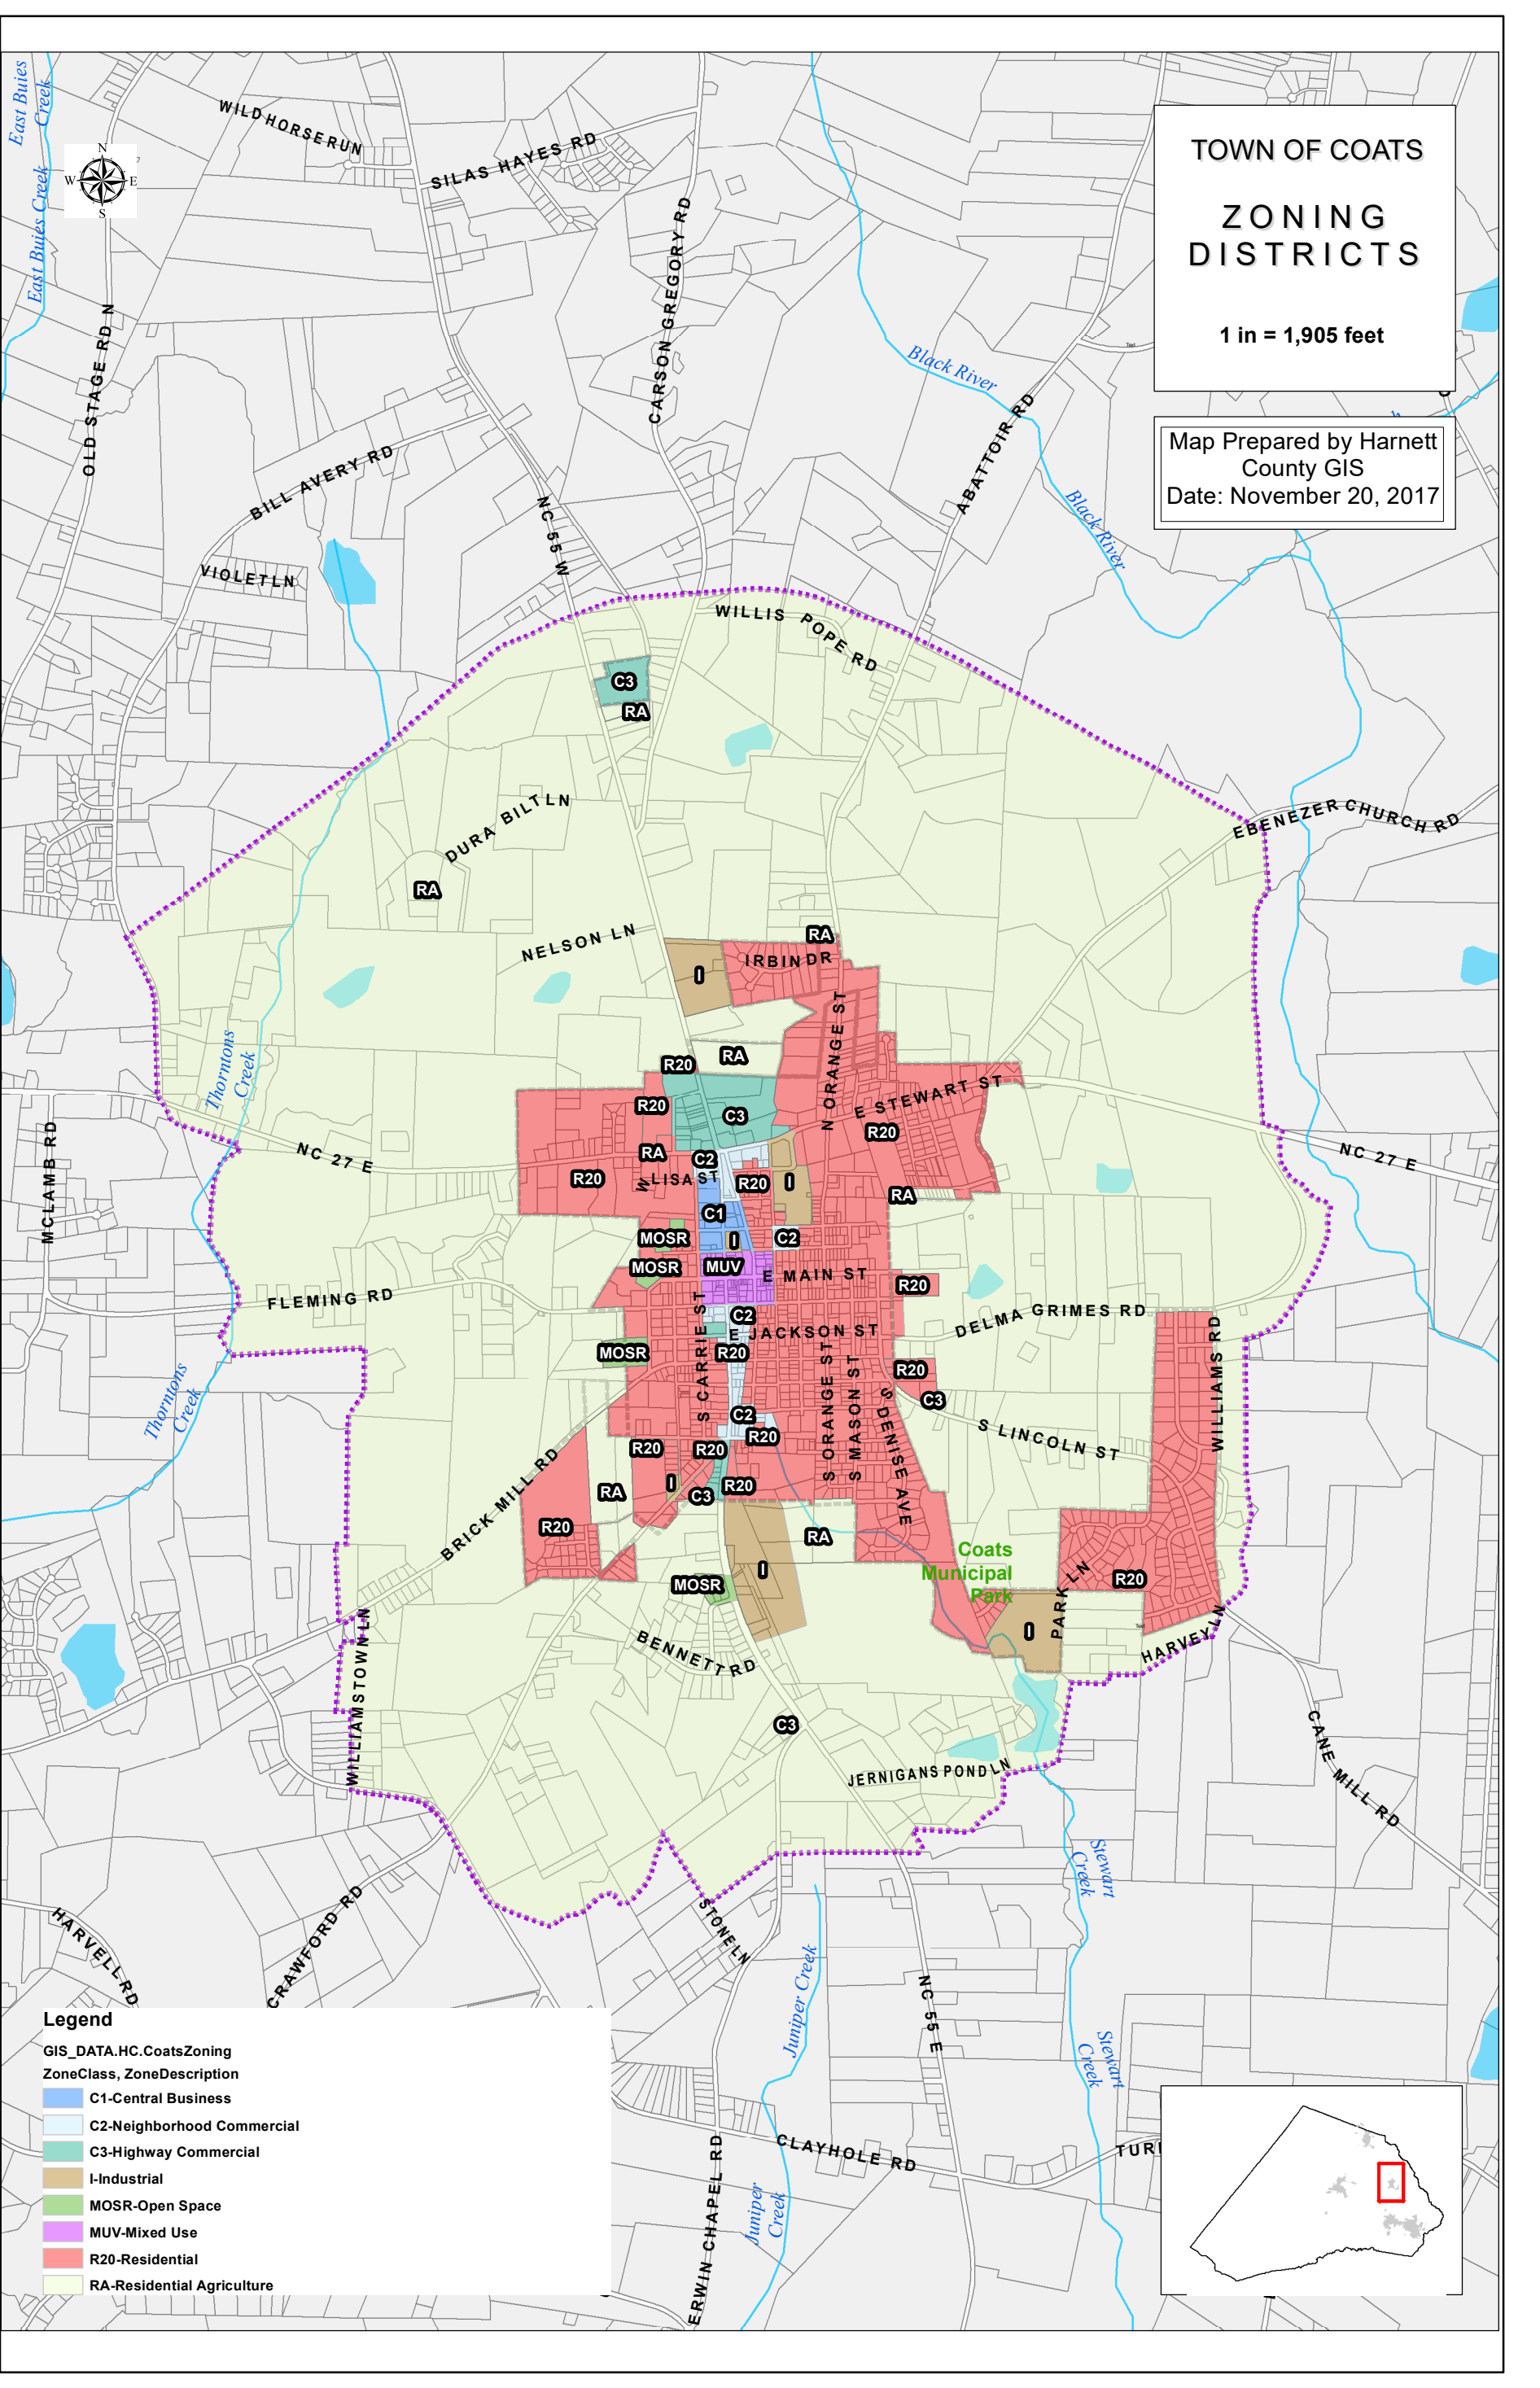 TOWN OF COATS
ZONING
DISTRICTS
1 in = 1,905 feet
Map Prepared by Harnett
County GIS
Date: November 20, 2017
N
W E
S
East Buies
Creek
East Buies Creek
WILDHORSE RUN
SILAS HAYES RD
CARSON GREGORY RD
OLD STAGE RD N
BILL AVERY RD
NC 55 W
VIOLET LN
Black River
ABATTOIR RD
Black River
Text
WILLIS POPE RD
C3
RA
DURA BILT LN
RA
EBENEZER CHURCH RD
NELSON LN
RA
IRBIN DR
I
N ORANGE ST
Thorntons
Creek
RA
R20
C3
R20
E STEWART ST
R20
MCLAMB RD
NC 27 E
NC 27 E
RA
C2
W LISA ST
R20
R20
I
RA
C1
MOSR
I
C2
MOSR
MUV
E MAIN ST
R20
FLEMING RD
C2
DELMA GRIMES RD
E JACKSON ST
MOSR
R20
R20
WILLIAMS RD
S CARRIE ST
S ORANGE ST
S MASON ST
S DENISE AVE
C3
Thorntons
Creek
C2
S LINCOLN ST
R20
R20
R20
BRICK MILL RD
RA
I
C3
R20
R20
RA
Coats
Municipal
Park
MOSR
I
PARK LN
R20
I
Text
HARVEY LN
WILLIAMSTOWN LN
BENNETT RD
C3
JERNIGANS POND LN
CANE MILL RD
Stewart
Creek
HARVELL RD
CRAWFORD RD
STONE LN
Juniper Creek
NC 55 E
Stewart
Creek
CLAYHOLE RD
ERWIN CHAPEL RD
Juniper
Creek
Legend
GIS_DATA.HC.CoatsZoning
ZoneClass, ZoneDescription
C1-Central Business
C2-Neighborhood Commercial
C3-Highway Commercial
I-Industrial
MOSR-Open Space
MUV-Mixed Use
R20-Residential
RA-Residential Agriculture